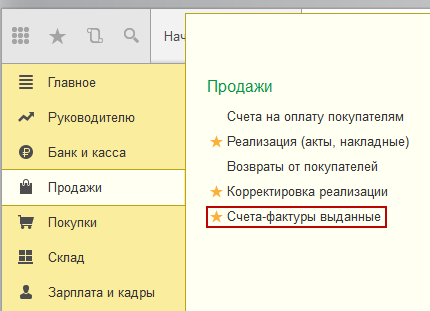 Нач
Главное
Руководителю
Банк и касса
Продажи
Покупки
Склад
Зарплата и кадры
Продажи
Счета на оплату покупателям
Реализация (акты, накладные)
Возвраты от покупателей
Корректировка реализации
Счета-фактуры выданные